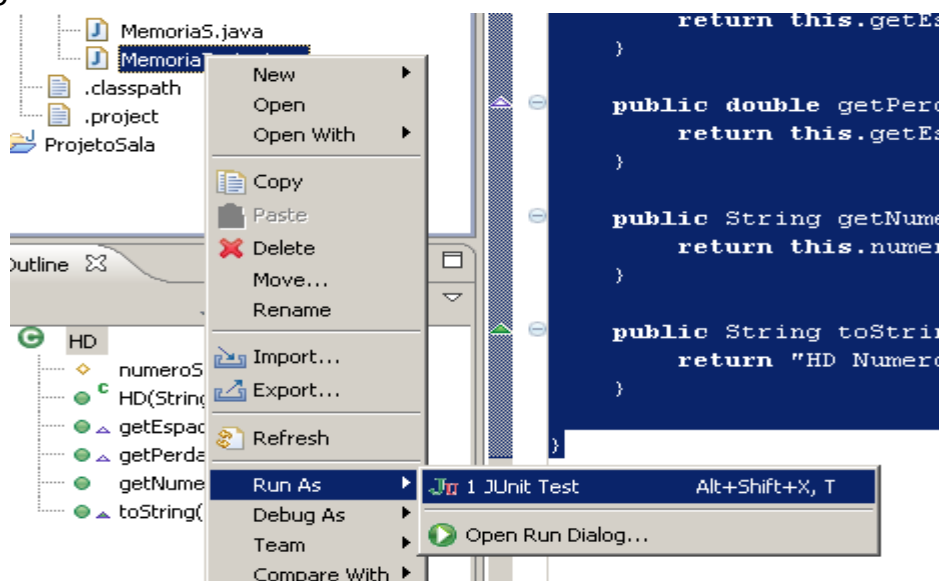 MemoriaS.java
Memoria
.classpath
.project
ProjetoSala
New
Open
Open With
Copy
Paste
Delete
Move...
Rename
Import...
Export...
Refresh
Run As
Debug As
Team
Compare With
1 JUnit Test Alt+Shift+X, T
Open Run Dialog...
Outline
HD
numeroS
HD(String
getEspac
getPerda
getNume
toString(
return this.getEs
}
public double getPerd
return this.getEs
}
public String getNume
return this.numer
}
public String toStrin
return "HD Numero
}
}